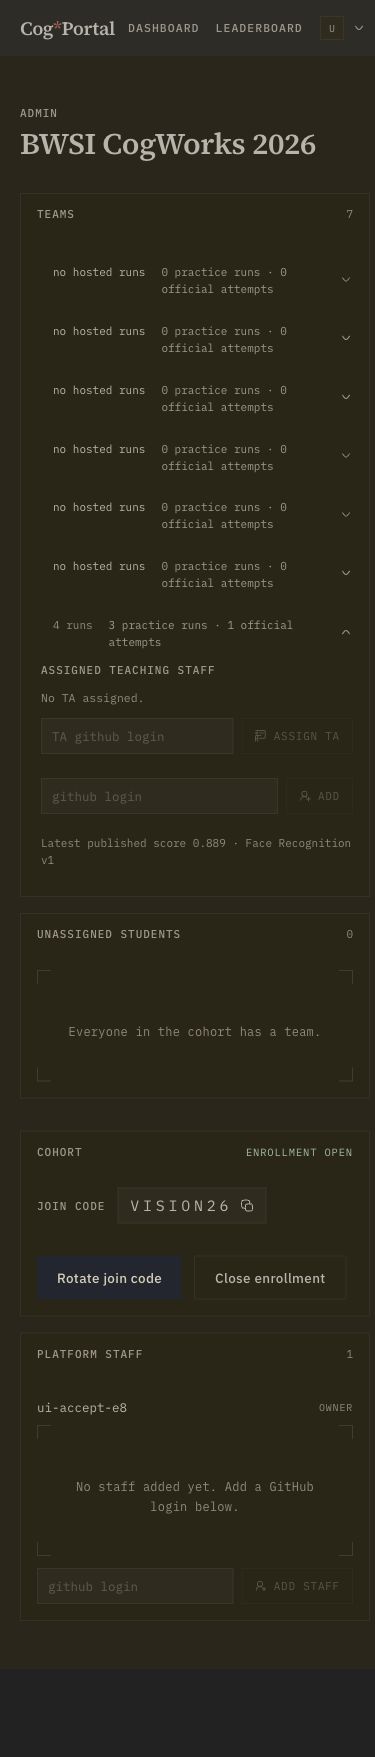 Cog*Portal DASHBOARD LEADERBOARD U
ADMIN
BWSI CogWorks 2026
TEAMS 7
no hosted runs 0 practice runs · 0
official attempts
no hosted runs 0 practice runs · 0
official attempts
no hosted runs 0 practice runs · 0
official attempts
no hosted runs 0 practice runs · 0
official attempts
no hosted runs 0 practice runs · 0
official attempts
no hosted runs 0 practice runs · 0
official attempts
4 runs 3 practice runs · 1 official
attempts
ASSIGNED TEACHING STAFF
No TA assigned.
TA github login ASSIGN TA
github login ADD
Latest published score 0.889 · Face Recognition
v1
UNASSIGNED STUDENTS 0
Everyone in the cohort has a team.
COHORT ENROLLMENT OPEN
JOIN CODE VISION26
Rotate join code Close enrollment
PLATFORM STAFF 1
ui-accept-e8 OWNER
No staff added yet. Add a GitHub
login below.
github login ADD STAFF